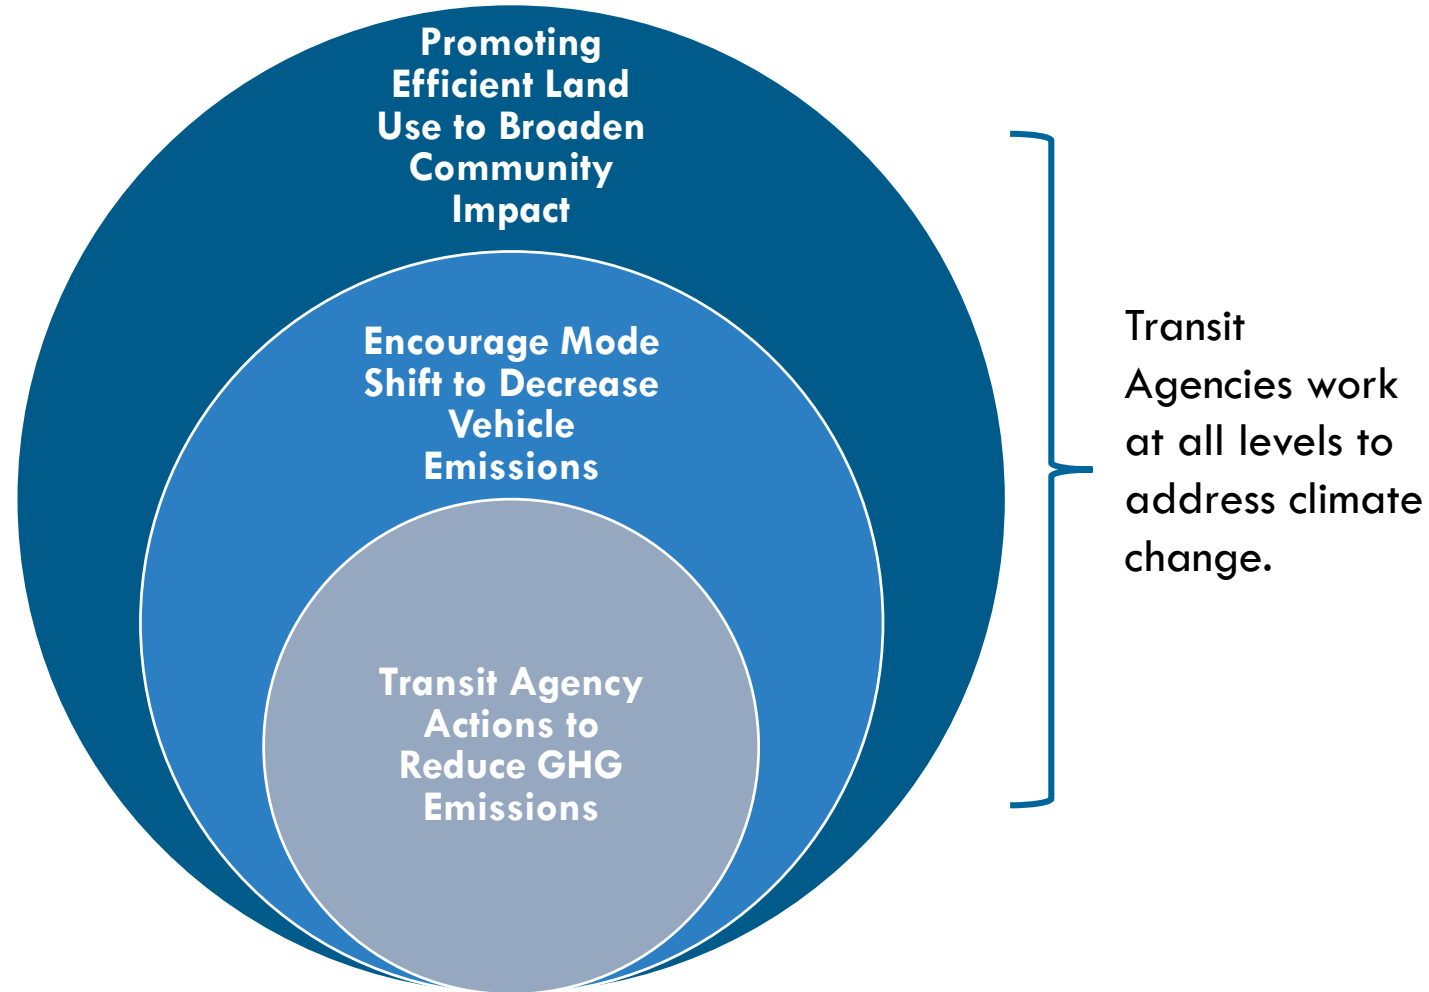 Promoting
Efficient Land
Use to Broaden
Community
Impact
Encourage Mode
Shift to Decrease
Vehicle
Emissions
Transit Agency
Actions to
Reduce GHG
Emissions
Transit
Agencies work
at all levels to
address climate
change.